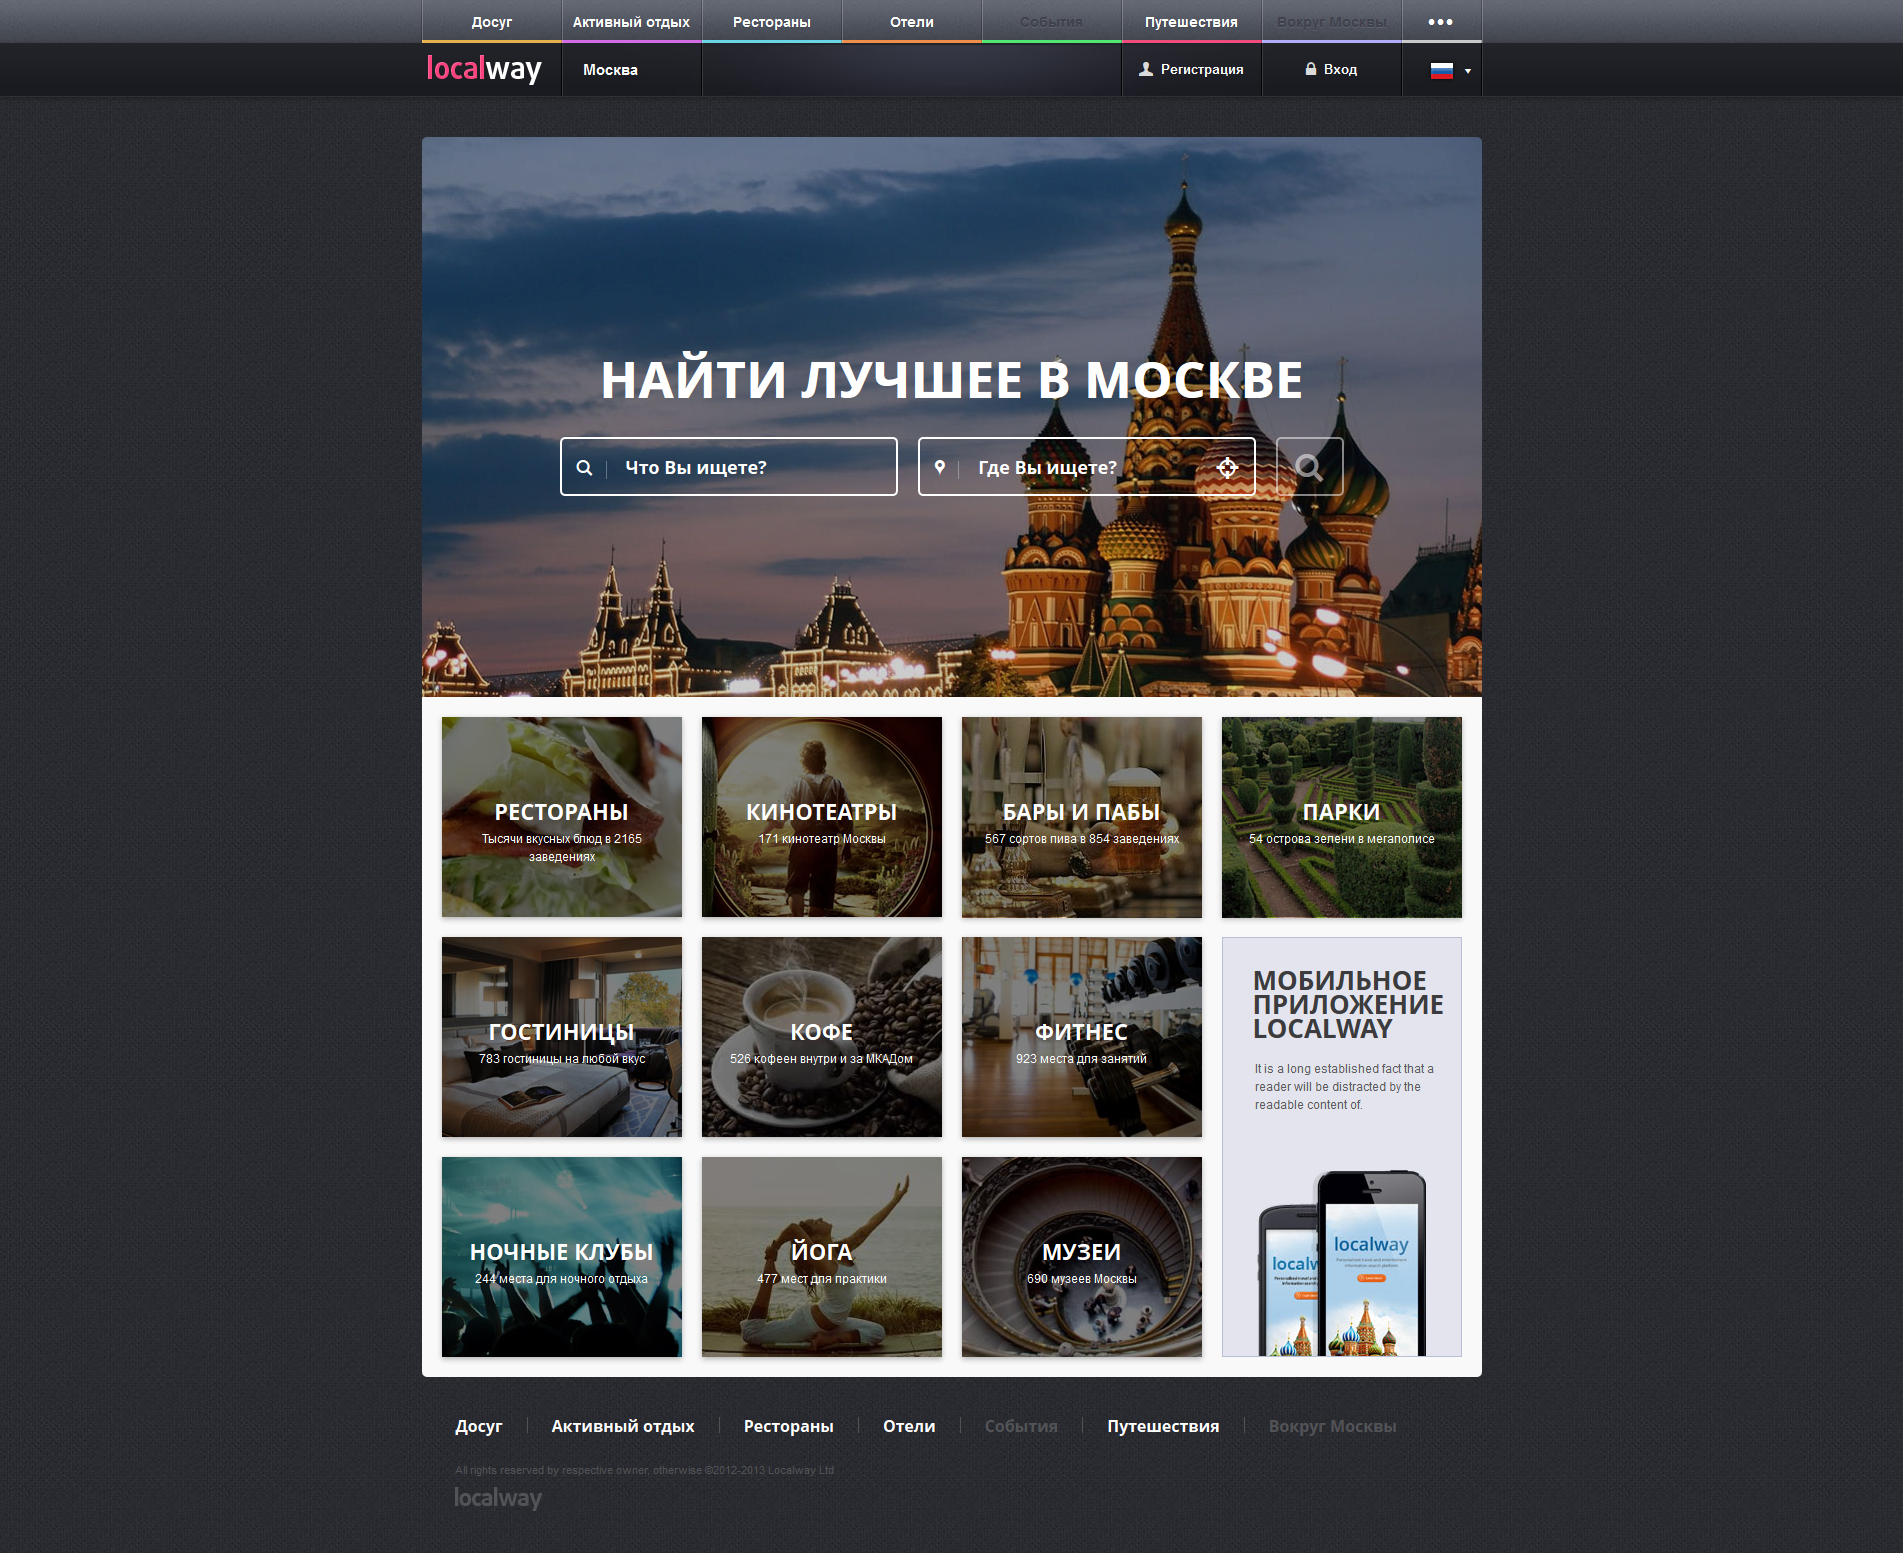 Досуг
Активный отдых
Рестораны
Отели
События
Путешествия
Вокруг Москвы
localway
Москва
Регистрация
Вход
НАЙТИ ЛУЧШЕЕ В МОСКВЕ
Что Вы ищете?
Где Вы ищете?
РЕСТОРАНЫ
Тысячи вкусных блюд в 2165
заведениях
КИНОТЕАТРЫ
171 кинотеатр Москвы
БАРЫ И ПАБЫ
567 сортов пива в 854 заведениях
ПАРКИ
54 острова зелени в мегаполисе
ГОСТИНИЦЫ
783 гостиницы на любой вкус
КОФЕ
526 кофеен внутри и за МКАДом
ФИТНЕС
923 места для занятий
МОБИЛЬНОЕ
ПРИЛОЖЕНИЕ
LOCALWAY
It is a long established fact that a
reader will be distracted by the
readable content of.
НОЧНЫЕ КЛУБЫ
244 места для ночного отдыха
ЙОГА
477 мест для практики
МУЗЕИ
690 музеев Москвы
localway
Досуг
Активный отдых
Рестораны
Отели
События
Путешествия
Вокруг Москвы
All rights reserved by respective owner, otherwise ©2012-2013 Localway Ltd
localway